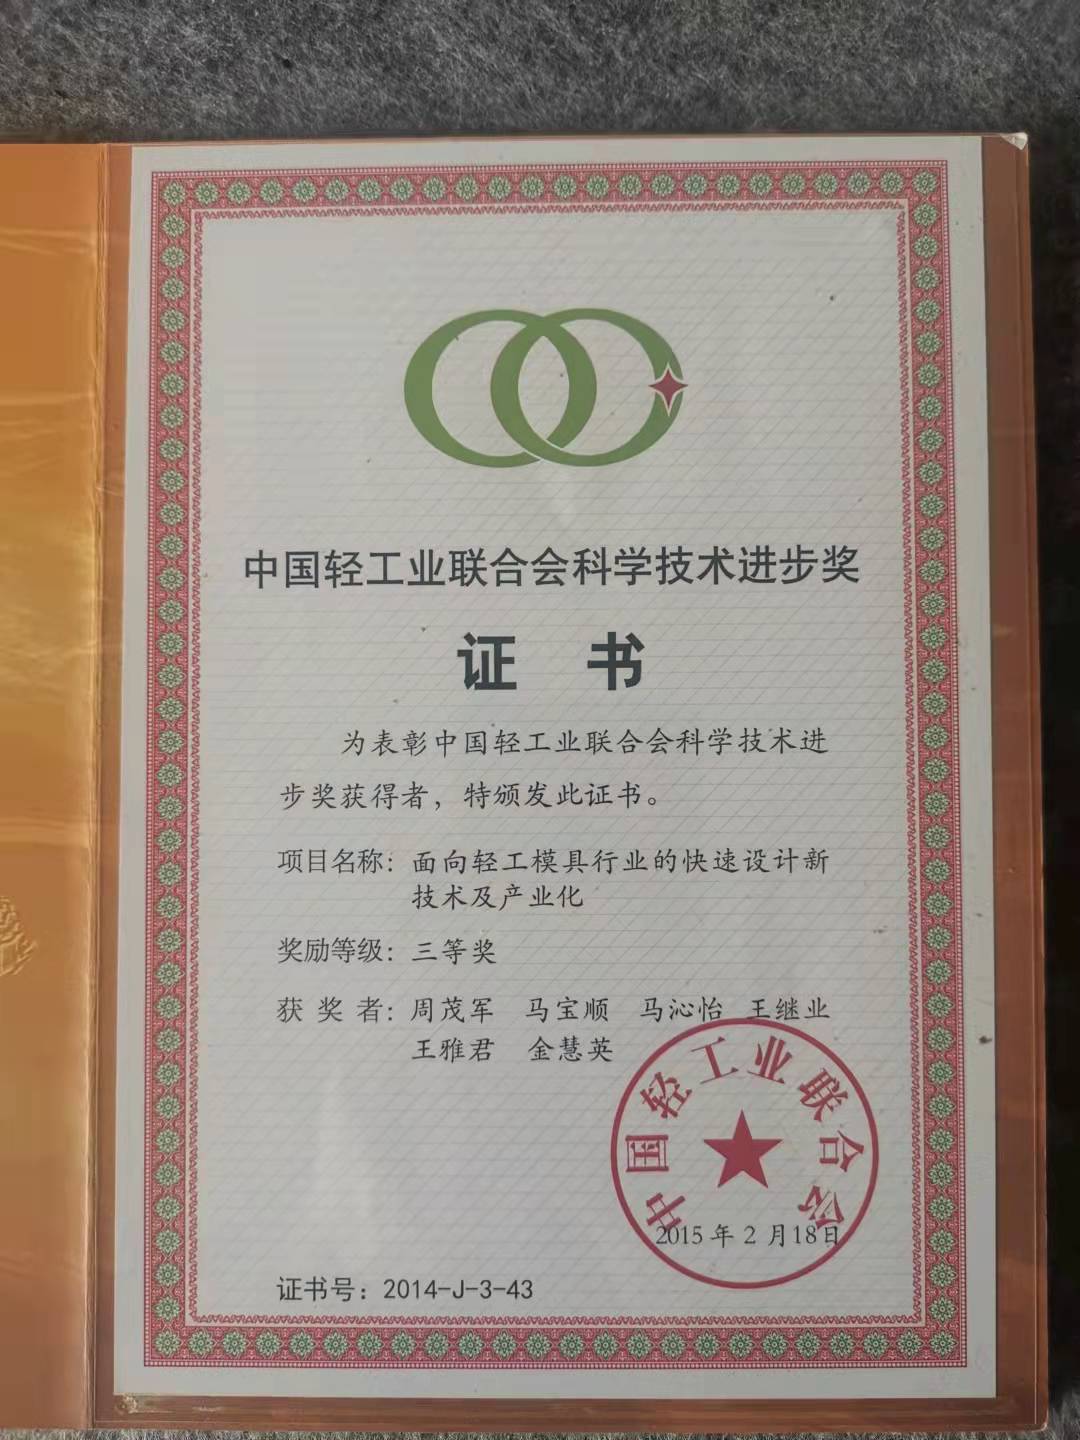 中国轻工业联合会科学技术进步奖
证 书
为表彰中国轻工业联合会科学技术进
步奖获得者，特颁发此证书。
项目名称：面向轻工模具行业的快速设计新
技术及产业化
奖励等级：三等奖
获 奖 者：周茂军 马宝顺 马沁怡 王继业
王雅君 金慧英
中国轻工业联合会
2015 年 2 月18日
证书号：2014-J-3-43